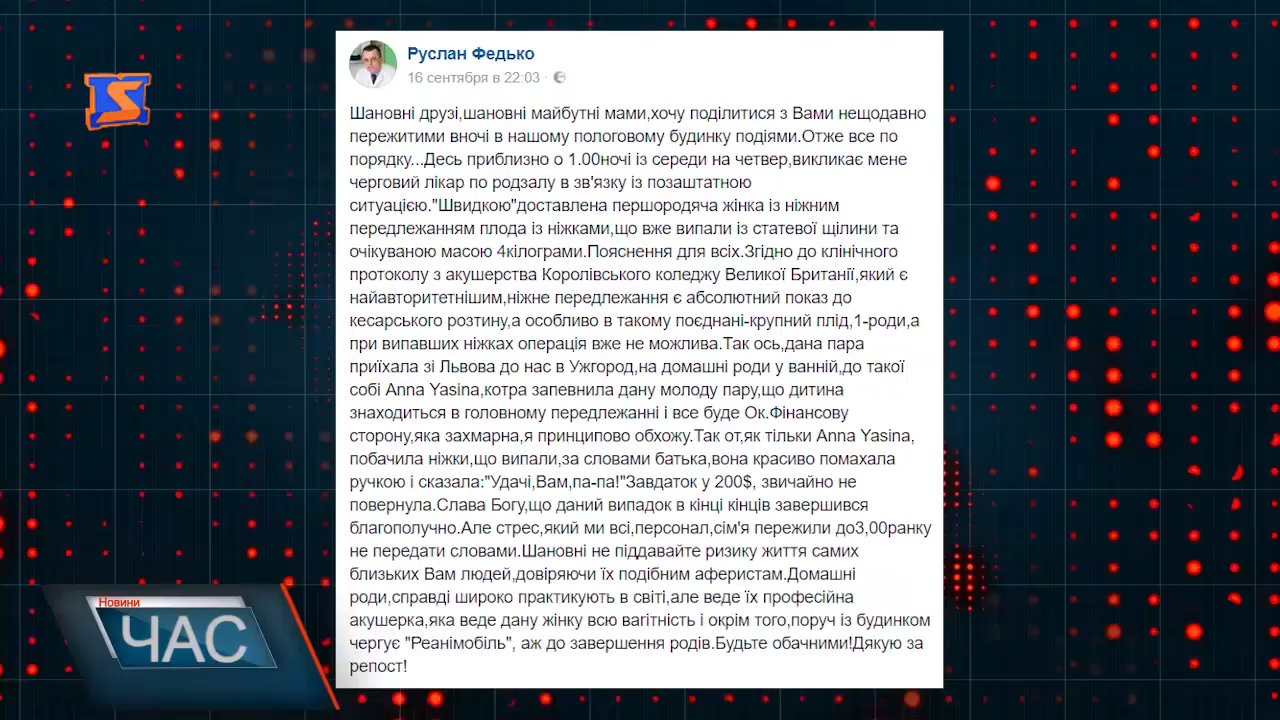 Руслан Федько
16 сентября в 22:03 ·
Шановні друзі,шановні майбутні мами,хочу поділитися з Вами нещодавно
пережитими вночі в нашому пологовому будинку подіями.Отже все по
порядку...Десь приблизно о 1.00ночі із середи на четвер,викликає мене
черговий лікар по родзалу в зв'язку із позаштатною
ситуацією."Швидкою"доставлена першородяча жінка із ніжним
передлежанням плода із ніжками,що вже випали із статевої щілини та
очікуваною масою 4кілограми.Пояснення для всіх.Згідно до клінічного
протоколу з акушерства Королівського коледжу Великої Британії,який є
найавторитетнішим,ніжне передлежання є абсолютний показ до
кесарського розтину,а особливо в такому поєднані-крупний плід,1-роди,а
при випавших ніжках операція вже не можлива.Так ось,дана пара
приїхала зі Львова до нас в Ужгород,на домашні роди у ванній,до такої
собі Anna Yasina,котра запевнила дану молоду пару,що дитина
знаходиться в головному передлежанні і все буде Ок.Фінансову
сторону,яка захмарна,я принципово обхожу.Так от,як тільки Anna Yasina,
побачила ніжки,що випали,за словами батька,вона красиво помахала
ручкою і сказала:"Удачі,Вам,па-па!"Завдаток у 200$, звичайно не
повернула.Слава Богу,що даний випадок в кінці кінців завершився
благополучно.Але стрес,який ми всі,персонал,сім'я пережили до3,00ранку
не передати словами.Шановні не піддавайте ризику життя самих
близьких Вам людей,довіряючи їх подібним аферистам.Домашні
роди,справді широко практикують в світі,але веде їх професійна
акушерка,яка веде дану жінку всю вагітність і окрім того,поруч із будинком
чергує "Реанімобіль", аж до завершення родів.Будьте обачними!Дякую за
репост!
Новини
ЧАС